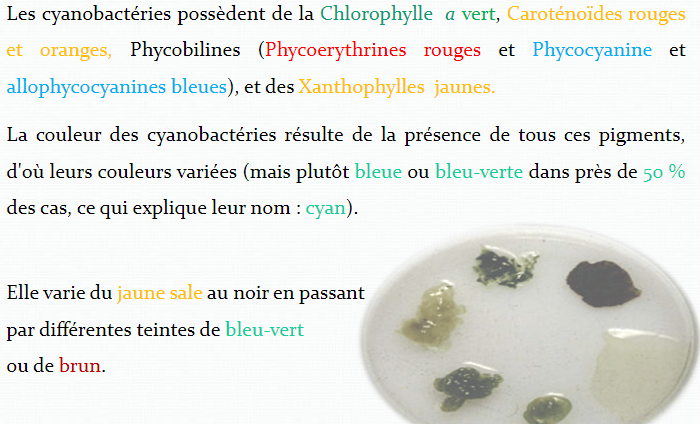 Les cyanobactéries possèdent de la Chlorophylle a vert, Caroténoïdes rouges
et oranges, Phycobilines (Phycoerythrines rouges et Phycocyanine et
allophycocyanines bleues), et des Xanthophylles jaunes.
La couleur des cyanobactéries résulte de la présence de tous ces pigments,
d'où leurs couleurs variées (mais plutôt bleue ou bleu-verte dans près de 50 %
des cas, ce qui explique leur nom : cyan).
Elle varie du jaune sale au noir en passant
par différentes teintes de bleu-vert
ou de brun.